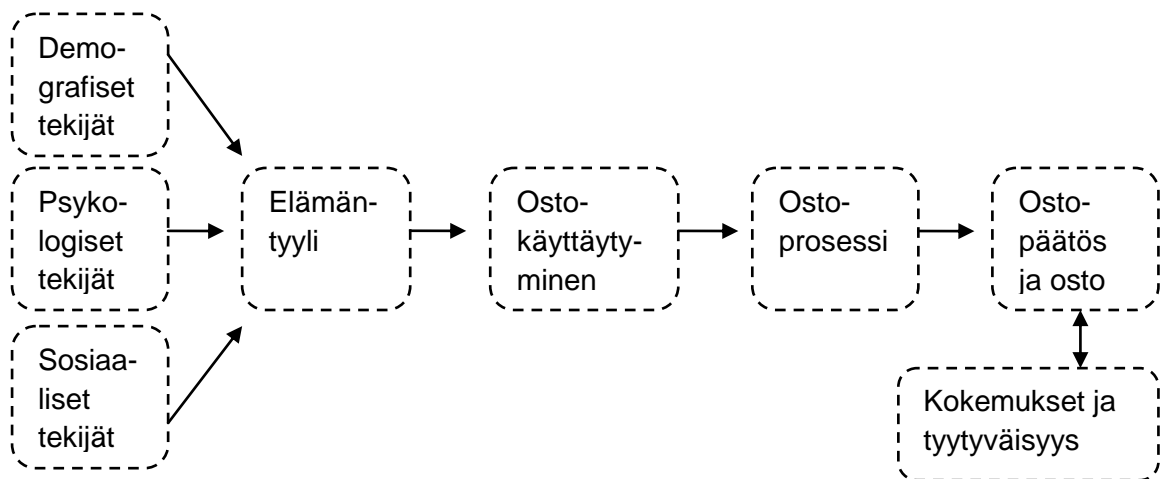 Demo-
grafiset
tekijät
Psyko-
logiset
tekijät
Sosiaa-
liset
tekijät
Elämän-
tyyli
Osto-
käyttäyty-
minen
Osto-
prosessi
Osto-
päätös
ja osto
Kokemukset ja
tyytyväisyys